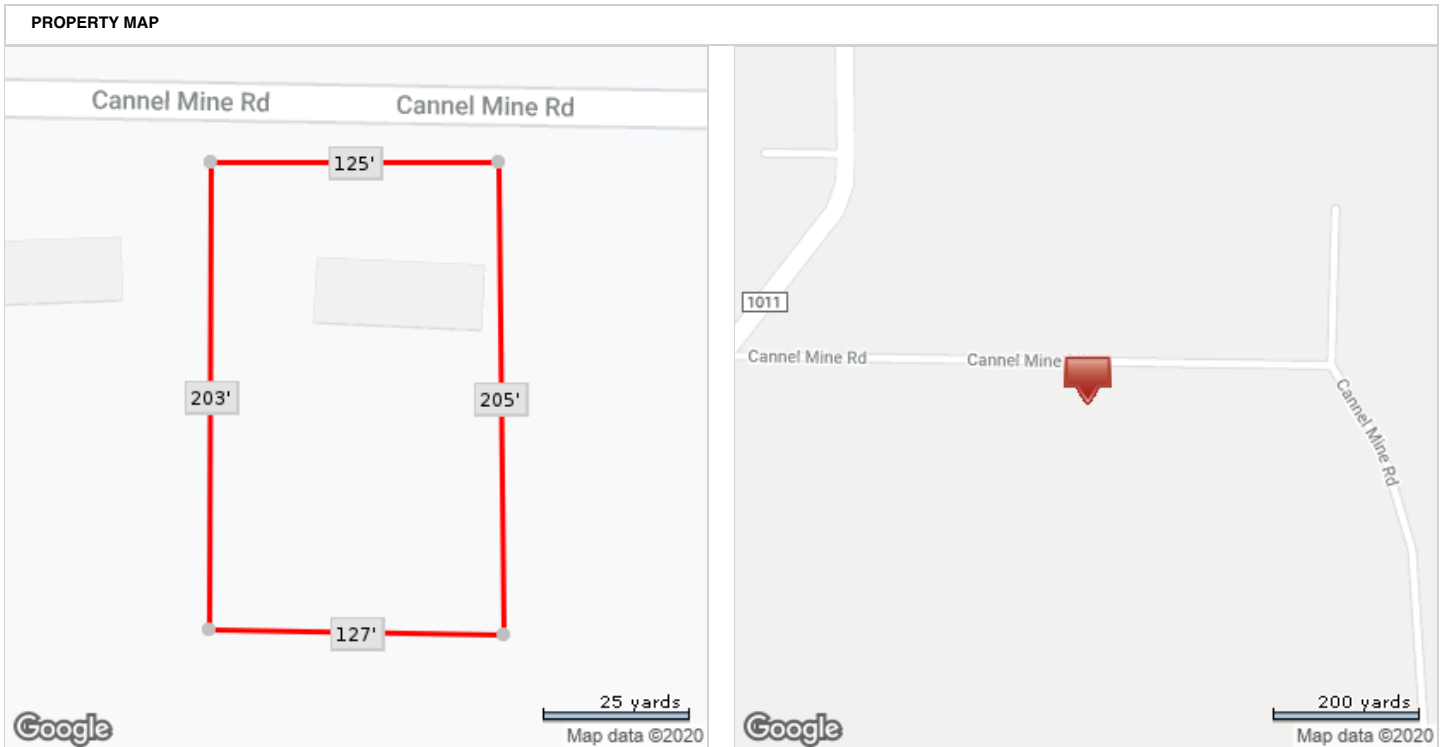 PROPERTY MAP
Cannel Mine Rd
Cannel Mine Rd
125'
203'
205'
127'
25 yards
Google
Map data ©2020
1011
Cannel Mine Rd
Cannel Mine
Cannel Mine Rd
200 yards
Google
Map data ©2020